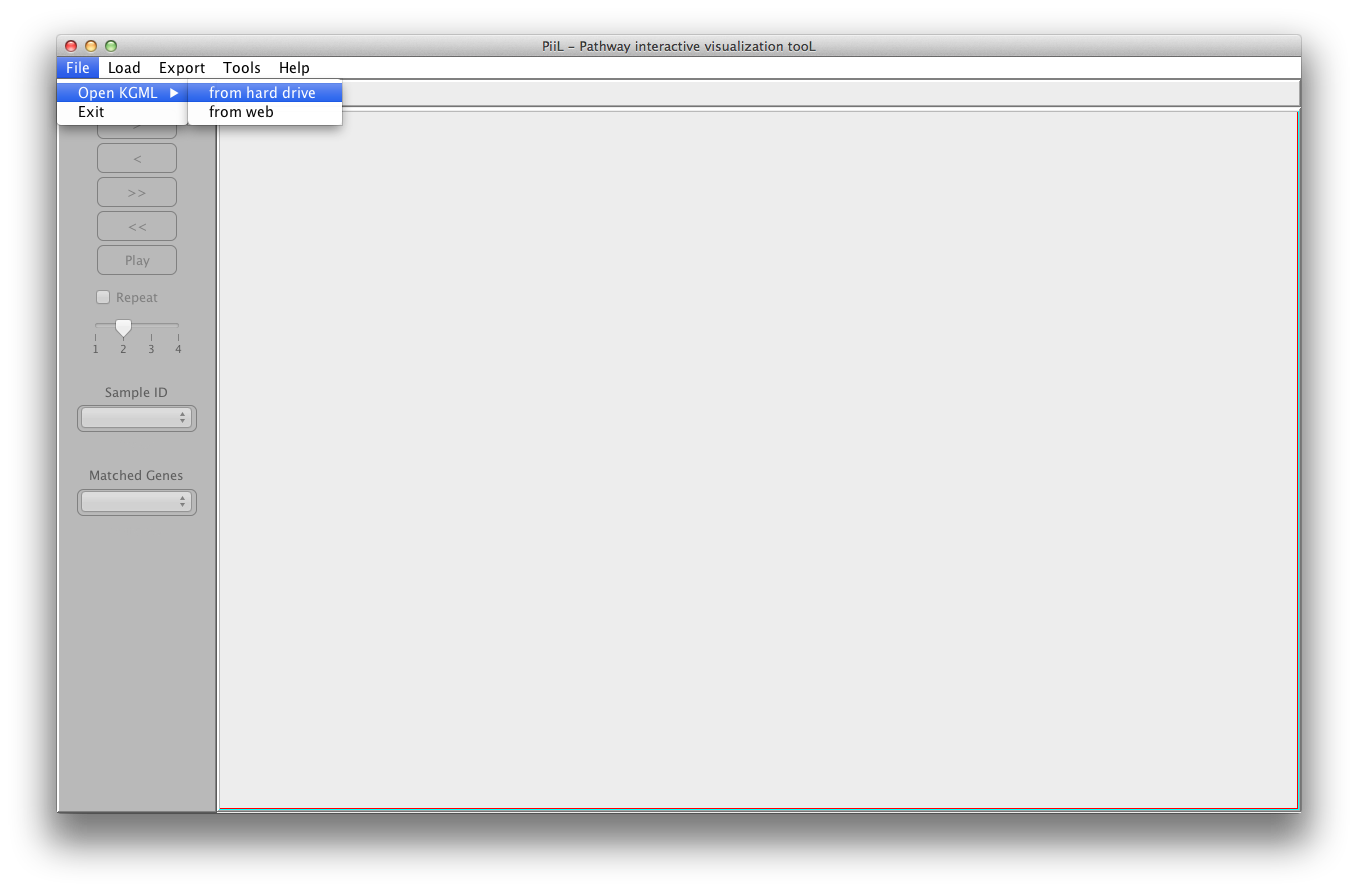 PiiL - Pathway interactive visualization tooL
File Load Export Tools Help
Open KGML ▶ from hard drive
Exit from web
>
<
>>
<<
Play
Repeat
1 2 3 4
Sample ID
Matched Genes